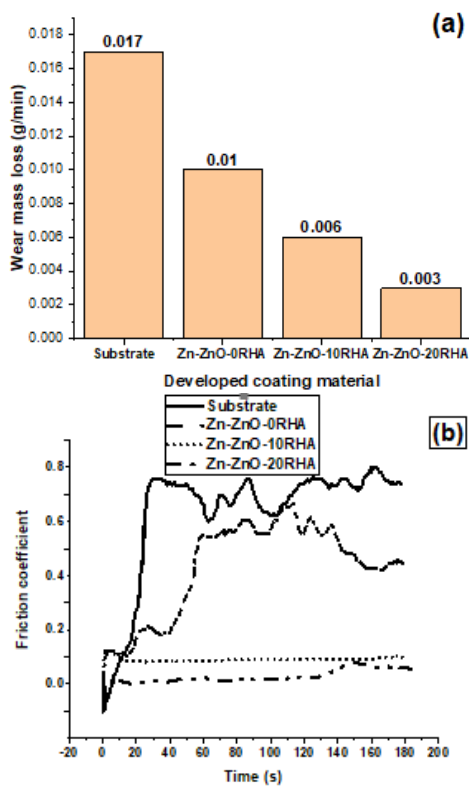 (a)
0.018
0.016
0.014
0.012
0.010
0.008
0.006
0.004
0.002
0.000
Wear mass loss (g/min)
0.017
0.01
0.006
0.003
Substrate Zn-ZnO-0RHA Zn-ZnO-10RHA Zn-ZnO-20RHA
Developed coating material
Substrate
Zn-ZnO-0RHA
Zn-ZnO-10RHA
Zn-ZnO-20RHA
(b)
0.8
0.6
0.4
0.2
0.0
Friction coefficient
-20 0 20 40 60 80 100 120 140 160 180 200
Time (s)